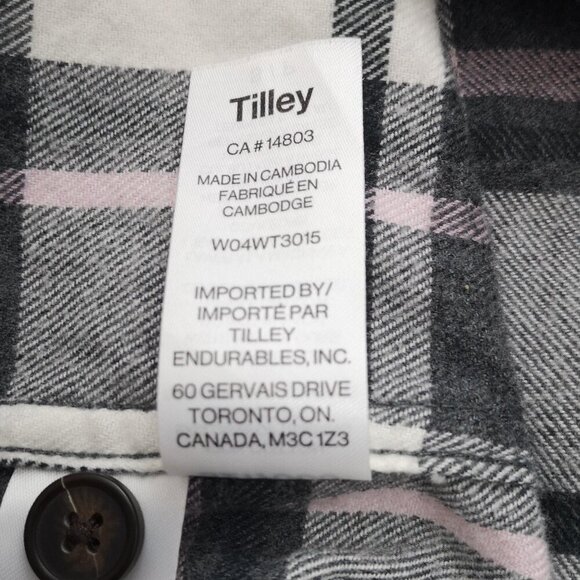 Tilley
CA # 14803
MADE IN CAMBODIA
FABRIQUÉ EN
CAMBODGE
W04WT3015
IMPORTED BY/
IMPORTÉ PAR
TILLEY
ENDURABLES, INC.
60 GERVAIS DRIVE
TORONTO, ON.
CANADA, M3C 1Z3